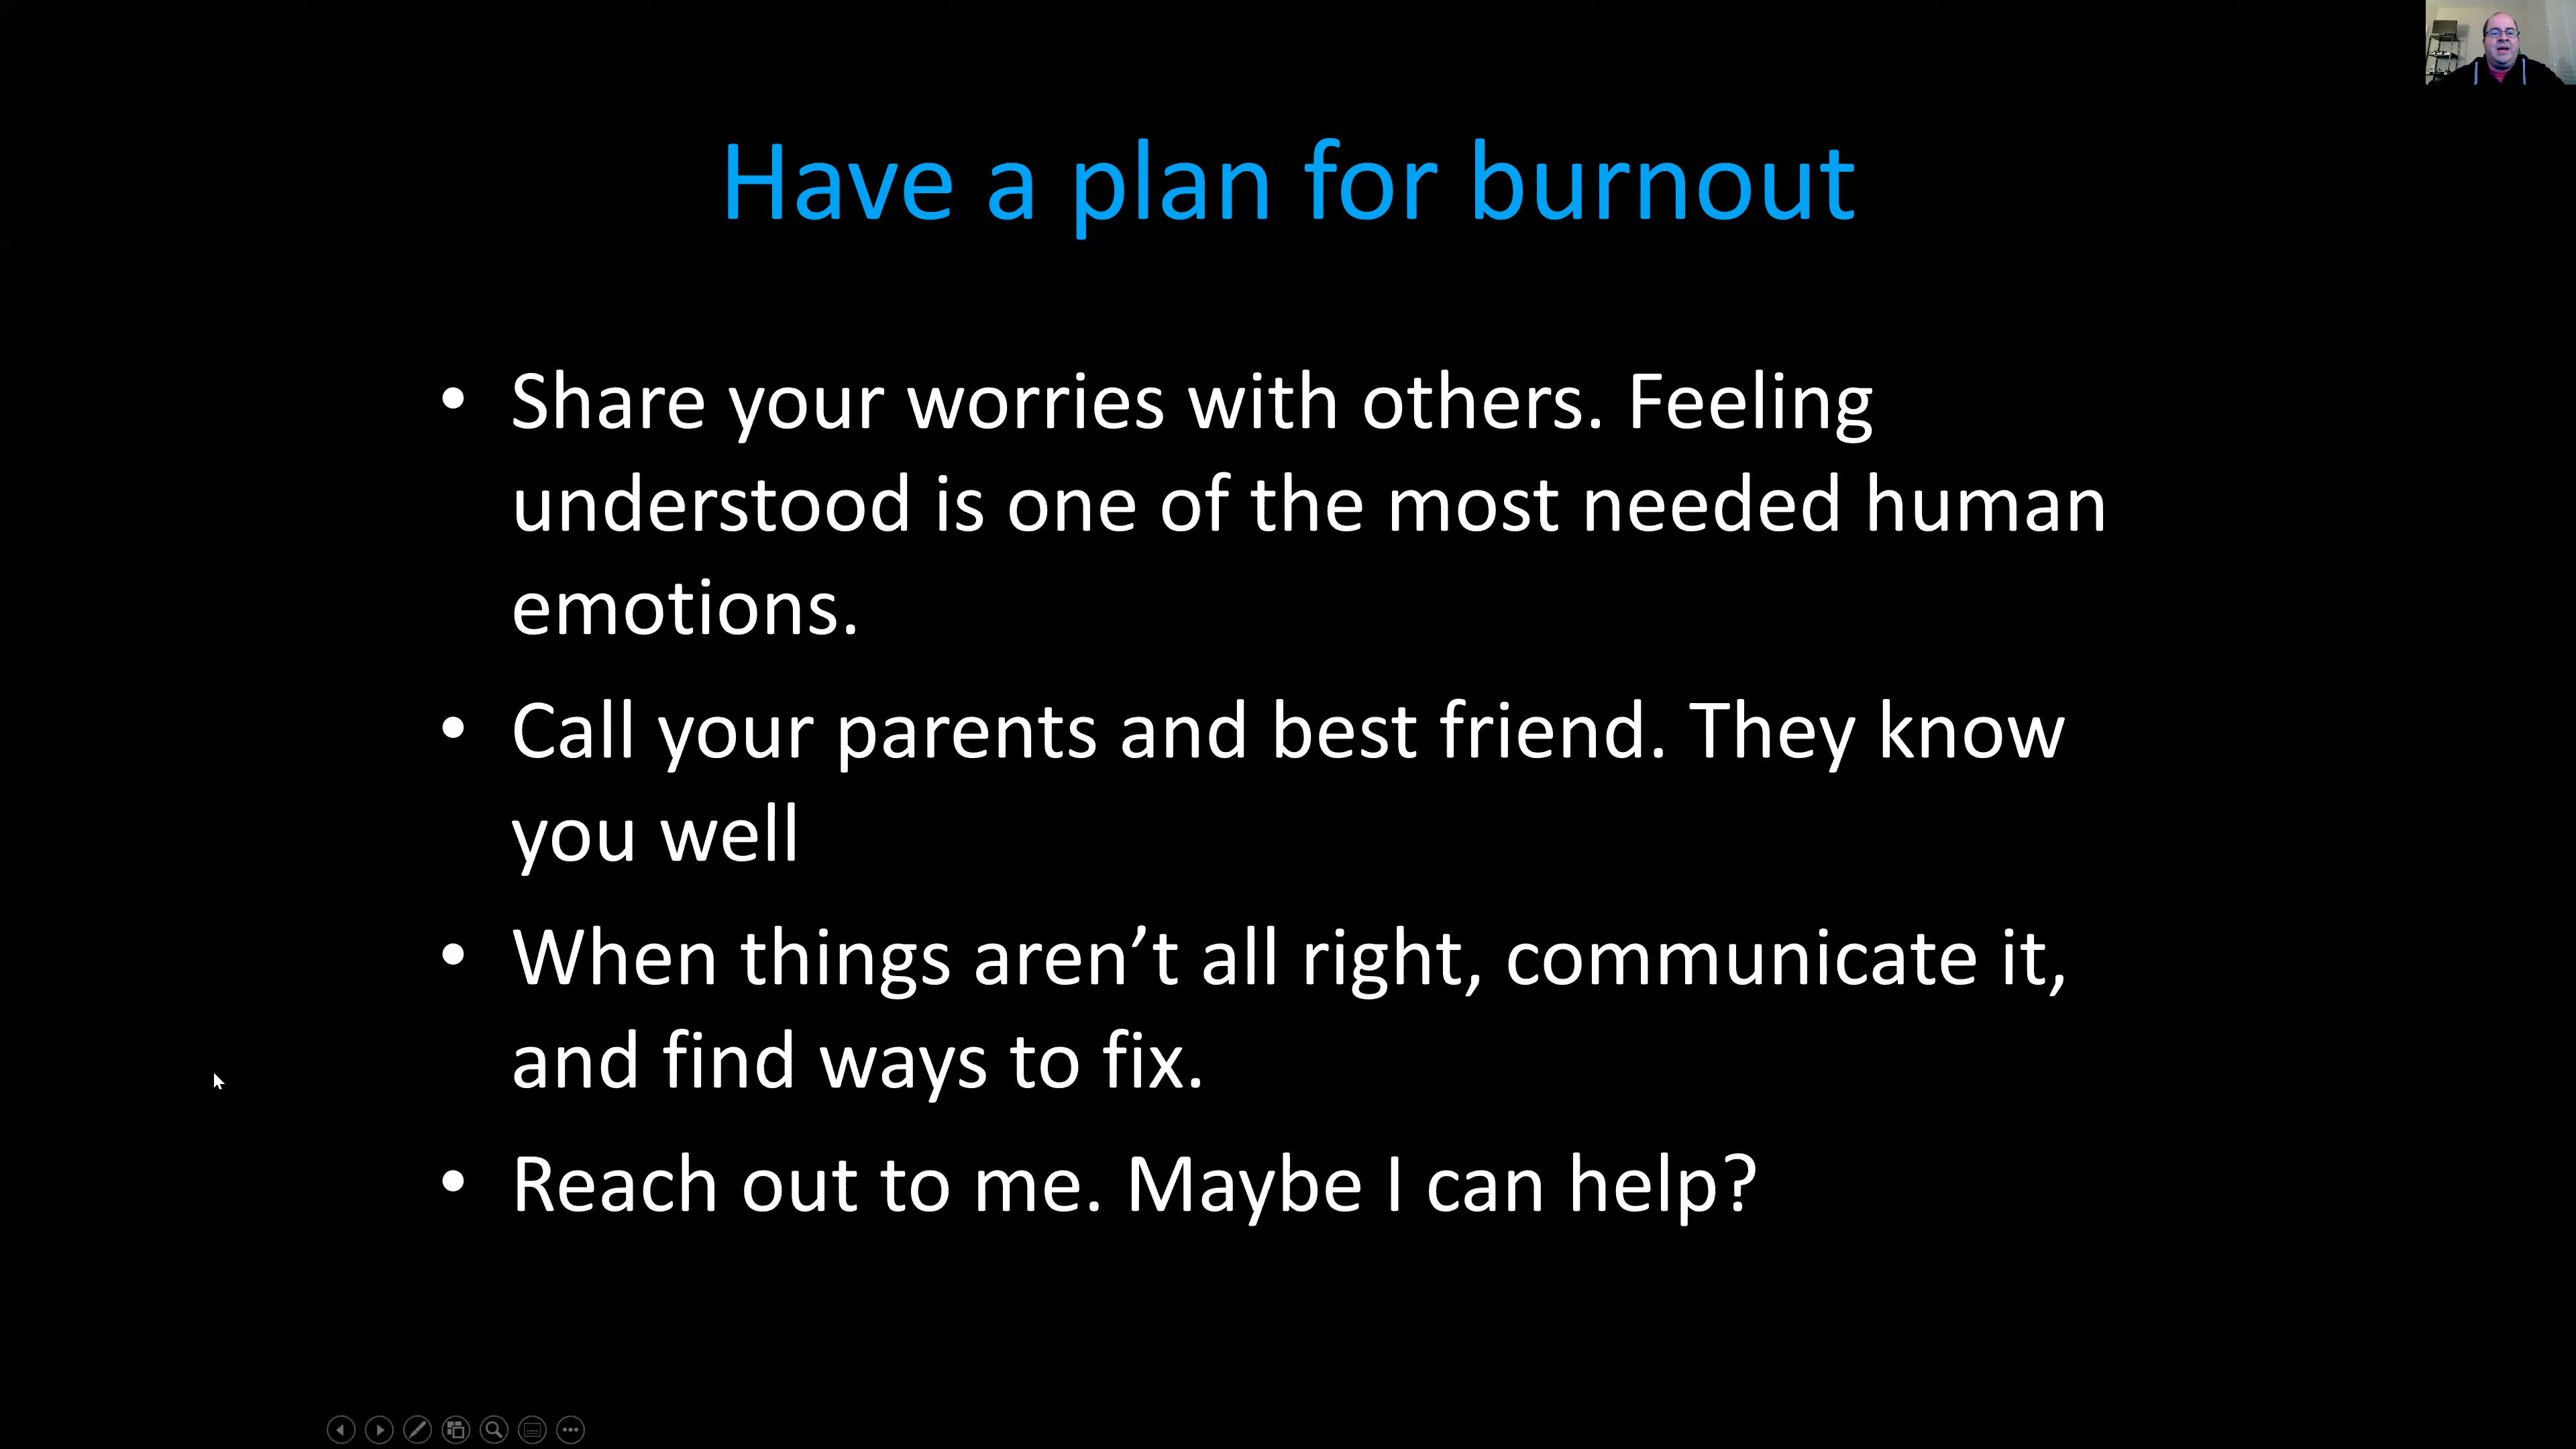 Have a plan for burnout
• Share your worries with others. Feeling
understood is one of the most needed human
emotions.
• Call your parents and best friend. They know
you well
• When things aren’t all right, communicate it,
and find ways to fix.
• Reach out to me. Maybe I can help?